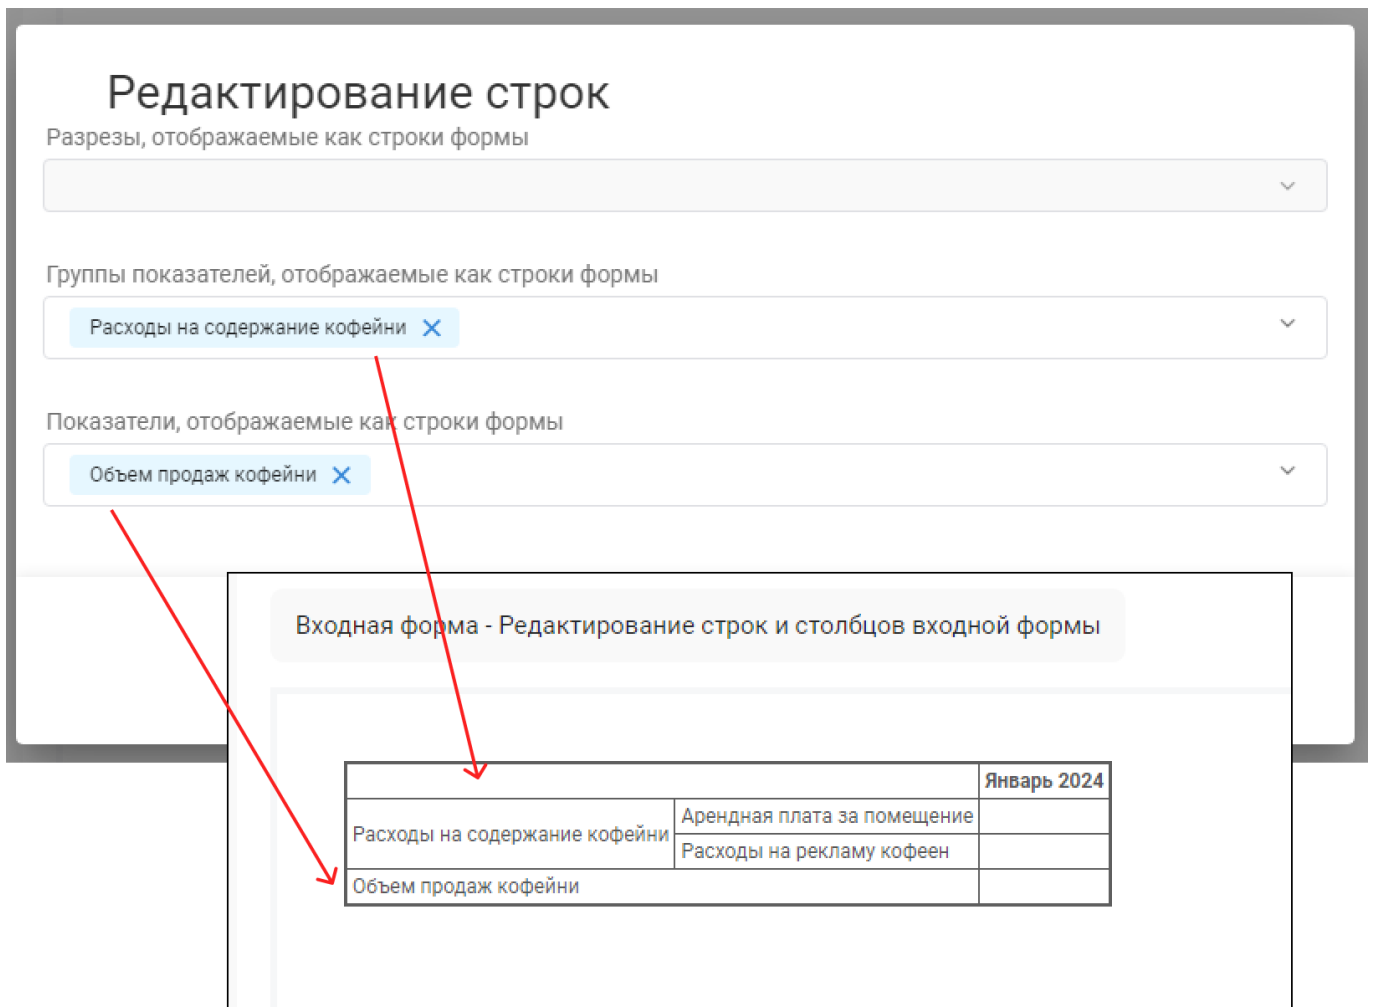 Редактирование строк
Разрезы, отображаемые как строки формы
Группы показателей, отображаемые как строки формы
Расходы на содержание кофейни
Показатели, отображаемые как строки формы
Объем продаж кофейни
Входная форма - Редактирование строк и столбцов входной формы
Январь 2024
Расходы на содержание кофейни
Арендная плата за помещение
Расходы на рекламу кофеен
Объем продаж кофейни